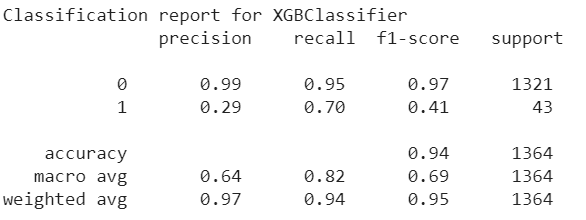 Classification report for XGBClassifier
precision recall f1-score support
0 0.99 0.95 0.97 1321
1 0.29 0.70 0.41 43
accuracy 0.94 1364
macro avg 0.64 0.82 0.69 1364
weighted avg 0.97 0.94 0.95 1364